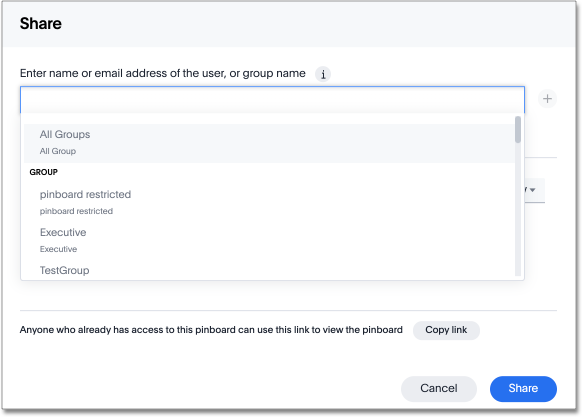 Share
Enter name or email address of the user, or group name i
+
All Groups
All Group
GROUP
pinboard restricted
pinboard restricted
Executive
Executive
TestGroup
Anyone who already has access to this pinboard can use this link to view the pinboard Copy link
Cancel Share